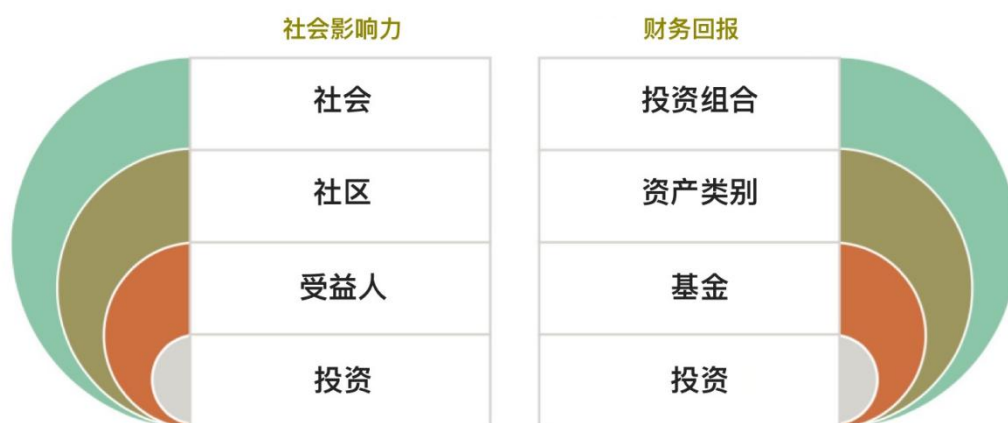 社会影响力
财务回报
社会
投资组合
社区
资产类别
受益人
基金
投资
投资